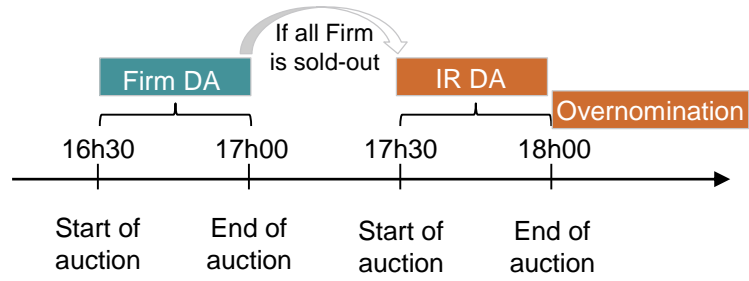 If all Firm
is sold-out
Firm DA
IR DA
Overnomination
16h30
17h00
17h30
18h00
Start of
auction
End of
auction
Start of
auction
End of
auction